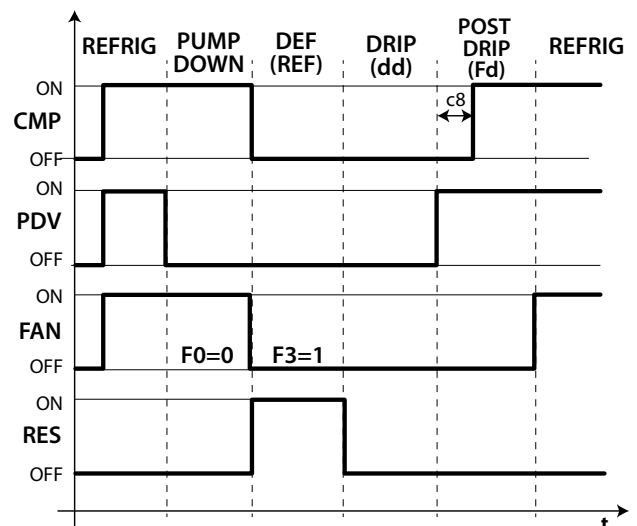 REFRIG
PUMP
DOWN
DEF
(REF)
DRIP
(dd)
POST
DRIP
(Fd)
REFRIG
ON
CMP
OFF
c8
ON
PDV
OFF
ON
FAN
OFF
F0=0
F3=1
ON
RES
OFF
t